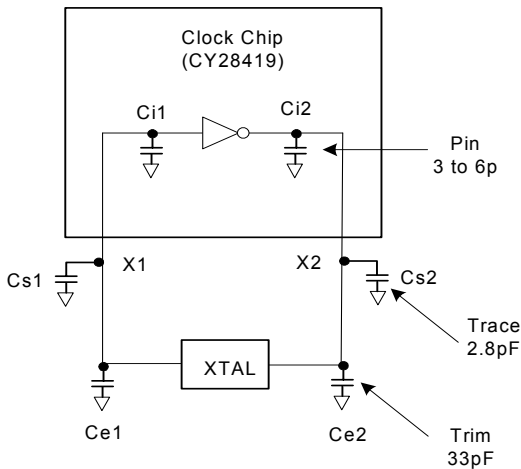 Clock Chip
(CY28419)
Ci1
Ci2
Pin
3 to 6p
Cs1
X1
X2
Cs2
Trace
2.8pF
XTAL
Ce1
Ce2
Trim
33pF